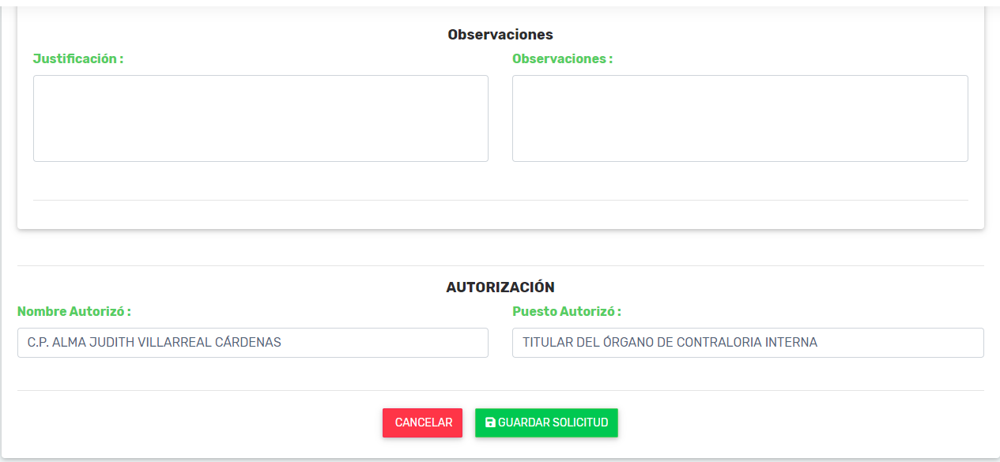 Observaciones
Justificación :
Observaciones :
AUTORIZACIÓN
Nombre Autorizó :
Puesto Autorizó :
C.P. ALMA JUDITH VILLARREAL CÁRDENAS
TITULAR DEL ÓRGANO DE CONTRALORIA INTERNA
CANCELAR
GUARDAR SOLICITUD